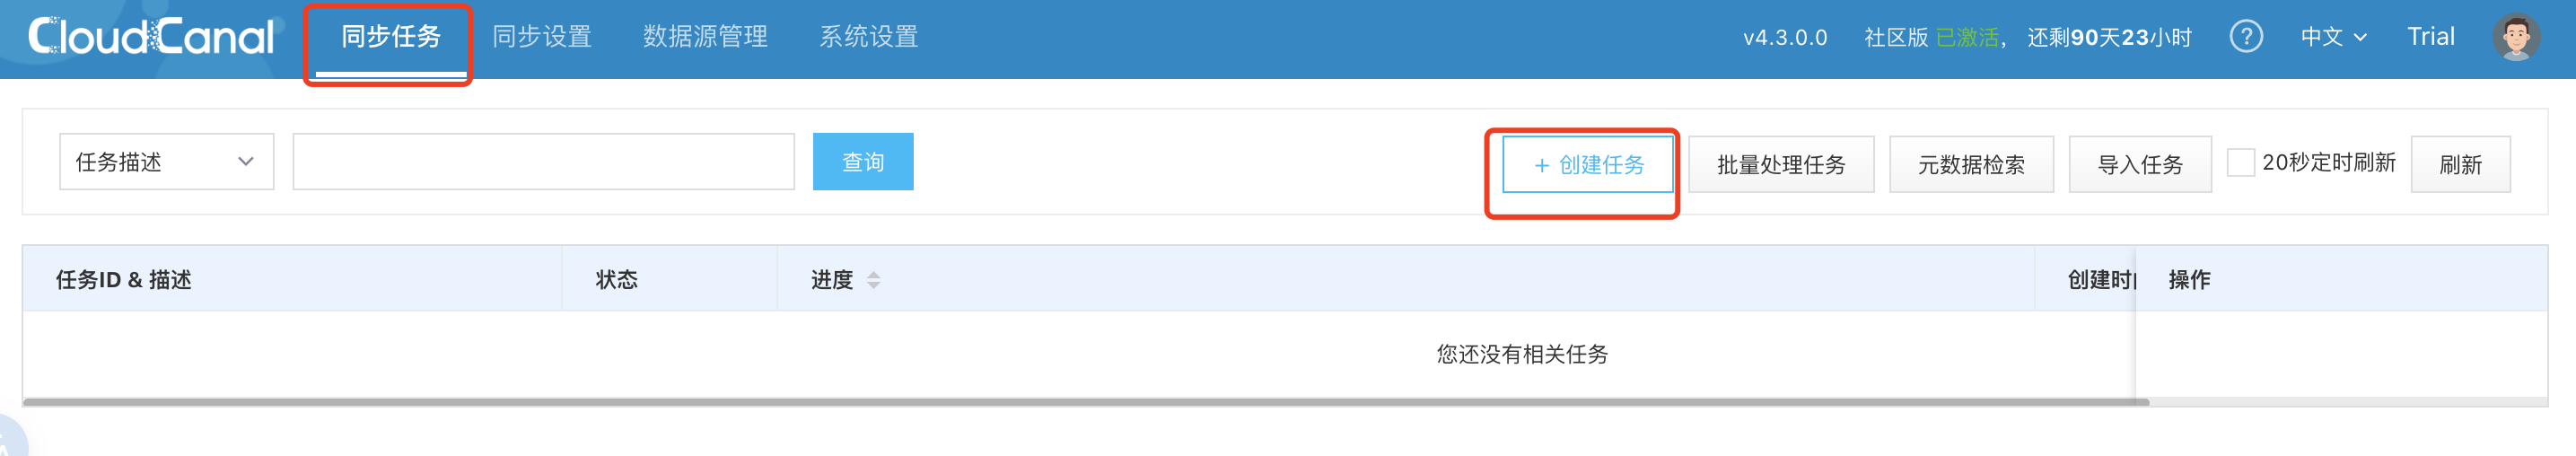 CloudCanal 同步任务 同步设置 数据源管理 系统设置 v4.3.0.0 社区版 已激活, 还剩90天23小时 ? 中文 Trial
任务描述 查询 + 创建任务 批量处理任务 元数据检索 导入任务 20秒定时刷新 刷新
任务ID & 描述 状态 进度 创建时 操作
您还没有相关任务